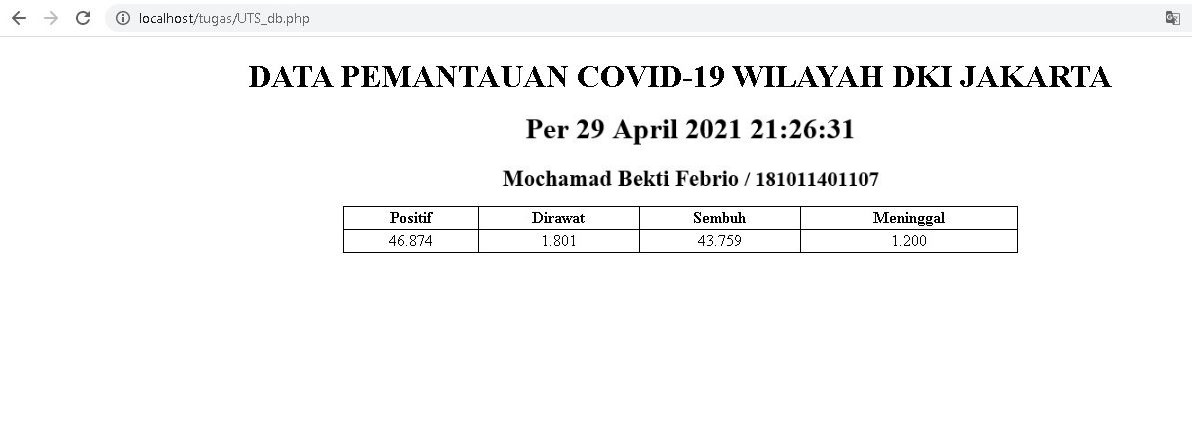 localhost/tugas/UTS_db.php
DATA PEMANTAUAN COVID-19 WILAYAH DKI JAKARTA
Per 29 April 2021 21:26:31
Mochamad Bekti Febrio / 181011401107
Positif Dirawat Sembuh Meninggal
46.874 1.801 43.759 1.200